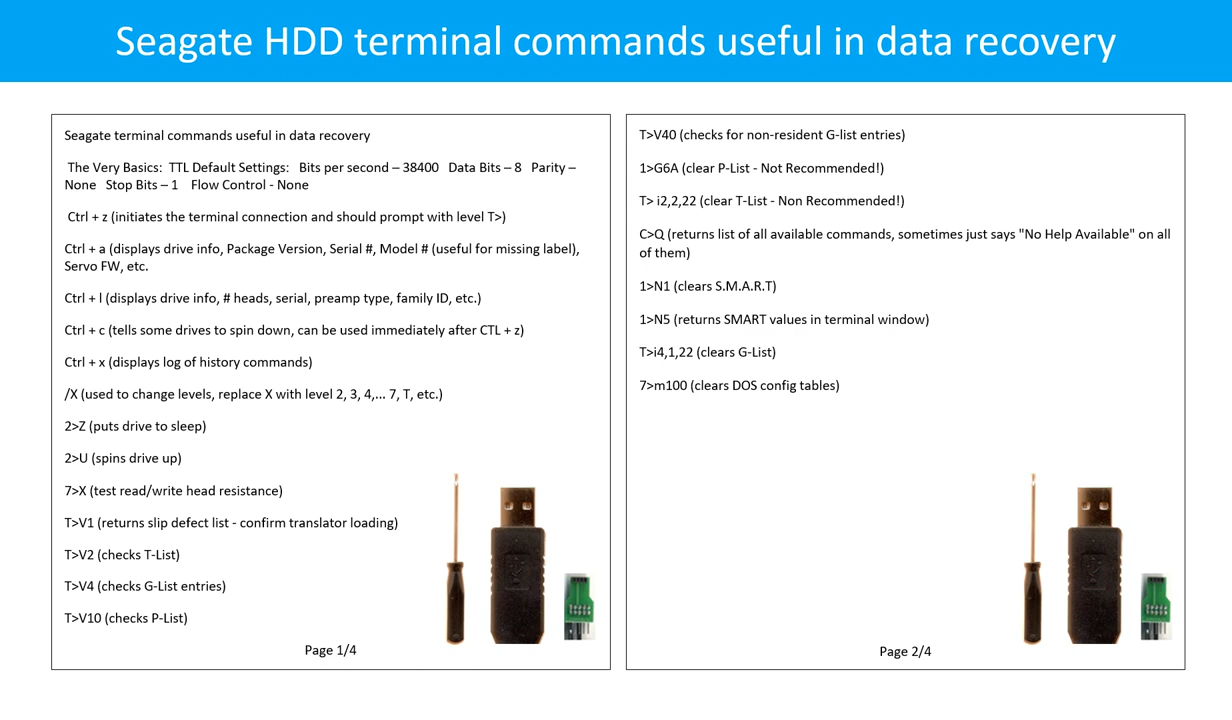 Seagate HDD terminal commands useful in data recovery
Seagate terminal commands useful in data recovery
The Very Basics: TTL Default Settings: Bits per second – 38400 Data Bits – 8 Parity –
None Stop Bits – 1 Flow Control - None
Ctrl + z (initiates the terminal connection and should prompt with level T>)
Ctrl + a (displays drive info, Package Version, Serial #, Model # (useful for missing label),
Servo FW, etc.
Ctrl + l (displays drive info, # heads, serial, preamp type, family ID, etc.)
Ctrl + c (tells some drives to spin down, can be used immediately after CTL + z)
Ctrl + x (displays log of history commands)
/X (used to change levels, replace X with level 2, 3, 4,... 7, T, etc.)
2>Z (puts drive to sleep)
2>U (spins drive up)
7>X (test read/write head resistance)
T>V1 (returns slip defect list - confirm translator loading)
T>V2 (checks T-List)
T>V4 (checks G-List entries)
T>V10 (checks P-List)
Page 1/4
T>V40 (checks for non-resident G-list entries)
1>G6A (clear P-List - Not Recommended!)
T> i2,2,22 (clear T-List - Non Recommended!)
C>Q (returns list of all available commands, sometimes just says "No Help Available" on all
of them)
1>N1 (clears S.M.A.R.T)
1>N5 (returns SMART values in terminal window)
T>i4,1,22 (clears G-List)
7>m100 (clears DOS config tables)
Page 2/4